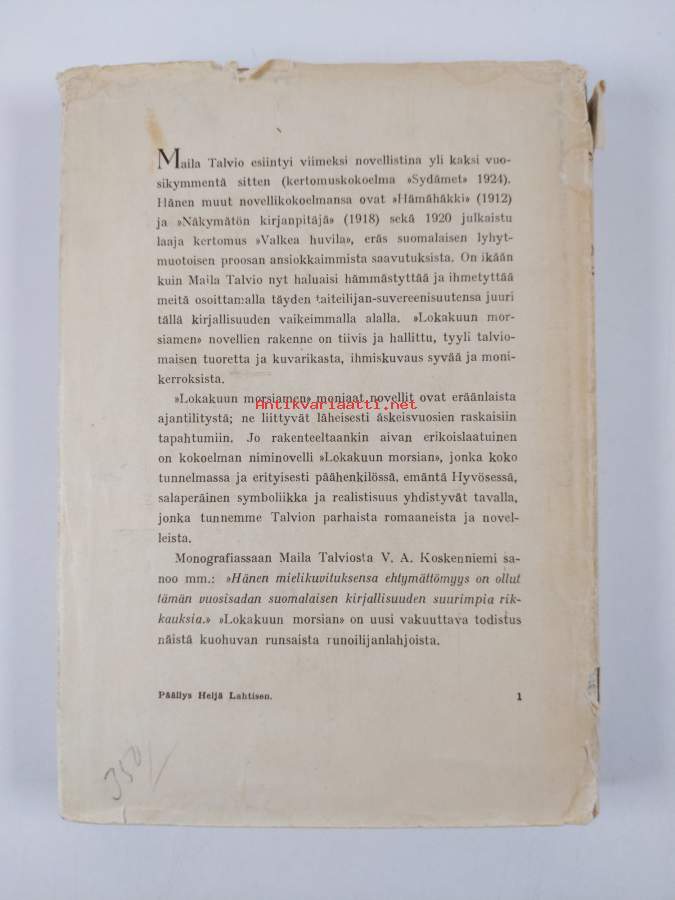 Maila Talvio esiintyi viimeksi novellistina yli kaksi vuo-
sikymmentä sitten (kertomuskokoelma »Sydämet» 1924).
Hänen muut novellikokoelmansa ovat »Hämähäkki» (1912)
ja »Näkymätön kirjanpitäjä» (1918) sekä 1920 julkaistu
laaja kertomus »Valkea huvila», eräs suomalaisen lyhyt-
muotoisen proosan ansiokkaimmista saavutuksista. On ikään
kuin Maila Talvio nyt haluaisi hämmästyttää ja ihmetyttää
meitä osoittamalla täyden taiteilijan-suvereenisuutensa juuri
tällä kirjallisuuden vaikeimmalla alalla. »Lokakuun mor-
siamen» novellien rakenne on tiivis ja hallittu, tyyli talvio-
maisen tuoretta ja kuvarikasta, ihmiskuvaus syvää ja moni-
kerroksista.
»Lokakuun morsiamen» moniaat novellit ovat eräänlaista
Antikvariaatti.net
ajantilitystä; ne liittyvät läheisesti äskeisvuosien raskaisiin
tapahtumiin. Jo rakenteeltaankin aivan erikoislaatuinen
on kokoelman niminovelli »Lokakuun morsian», jonka koko
tunnelmassa ja erityisesti päähenkilössä, emäntä Hyvösessä,
salaperäinen symboliikka ja realistisuus yhdistyvät tavalla,
jonka tunnemme Talvion parhaista romaaneista ja novel-
leista.
Monografiassaan Maila Talviosta V. A. Koskenniemi sa-
noo mm.: »Hänen mielikuvituksensa ehtymättömyys on ollut
tämän vuosisadan suomalaisen kirjallisuuden suurimpia rik-
kauksia.» »Lokakuun morsian» on uusi vakuuttava todistus
näistä kuohuvan runsaista runoilijanlahjoista.
Päällys Heljä Lahtisen. 1
350/